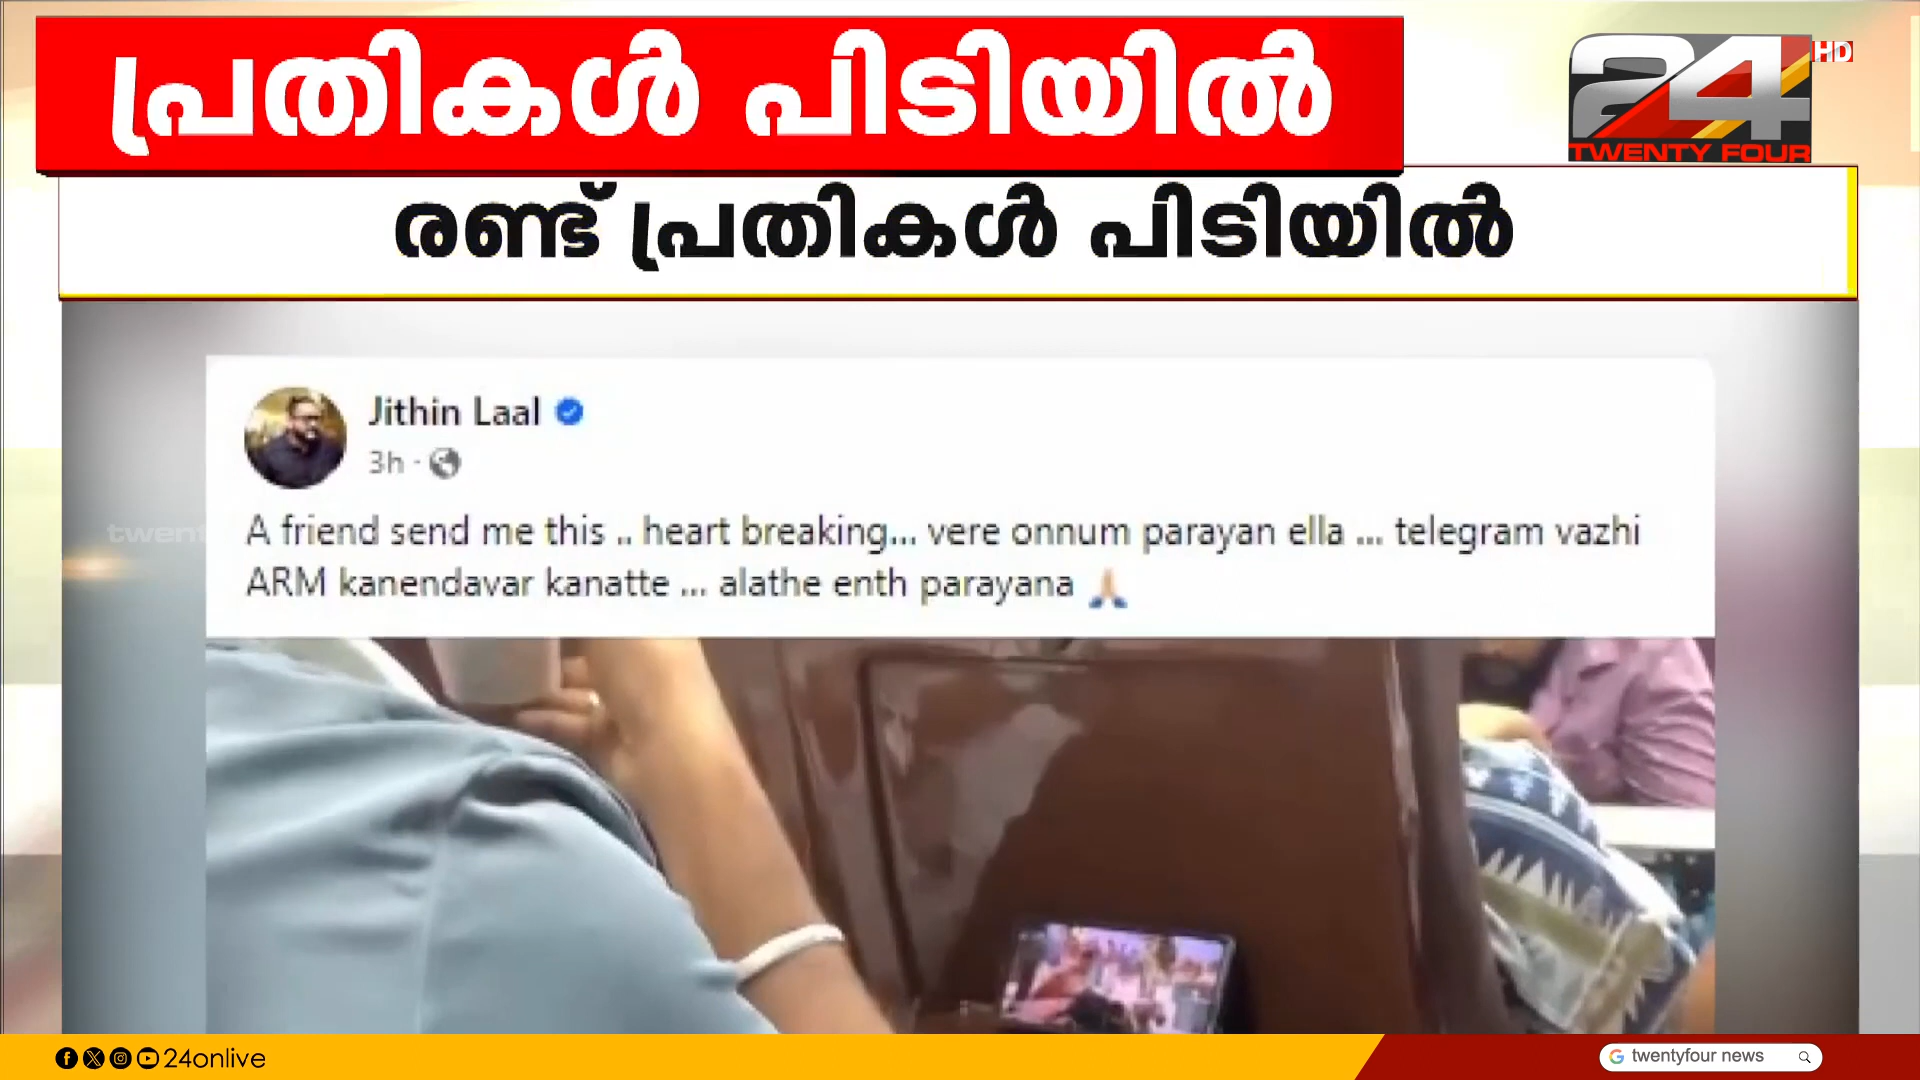 പ്രതികൾ പിടിയിൽ
24 HD
TWENTY FOUR
രണ്ട് പ്രതികൾ പിടിയിൽ
Jithin Laal
3h ·
twent
A friend send me this .. heart breaking... vere onnum parayan ella ... telegram vazhi
ARM kanendavar kanatte ... alathe enth parayana 🙏
24onlive
twentyfour news